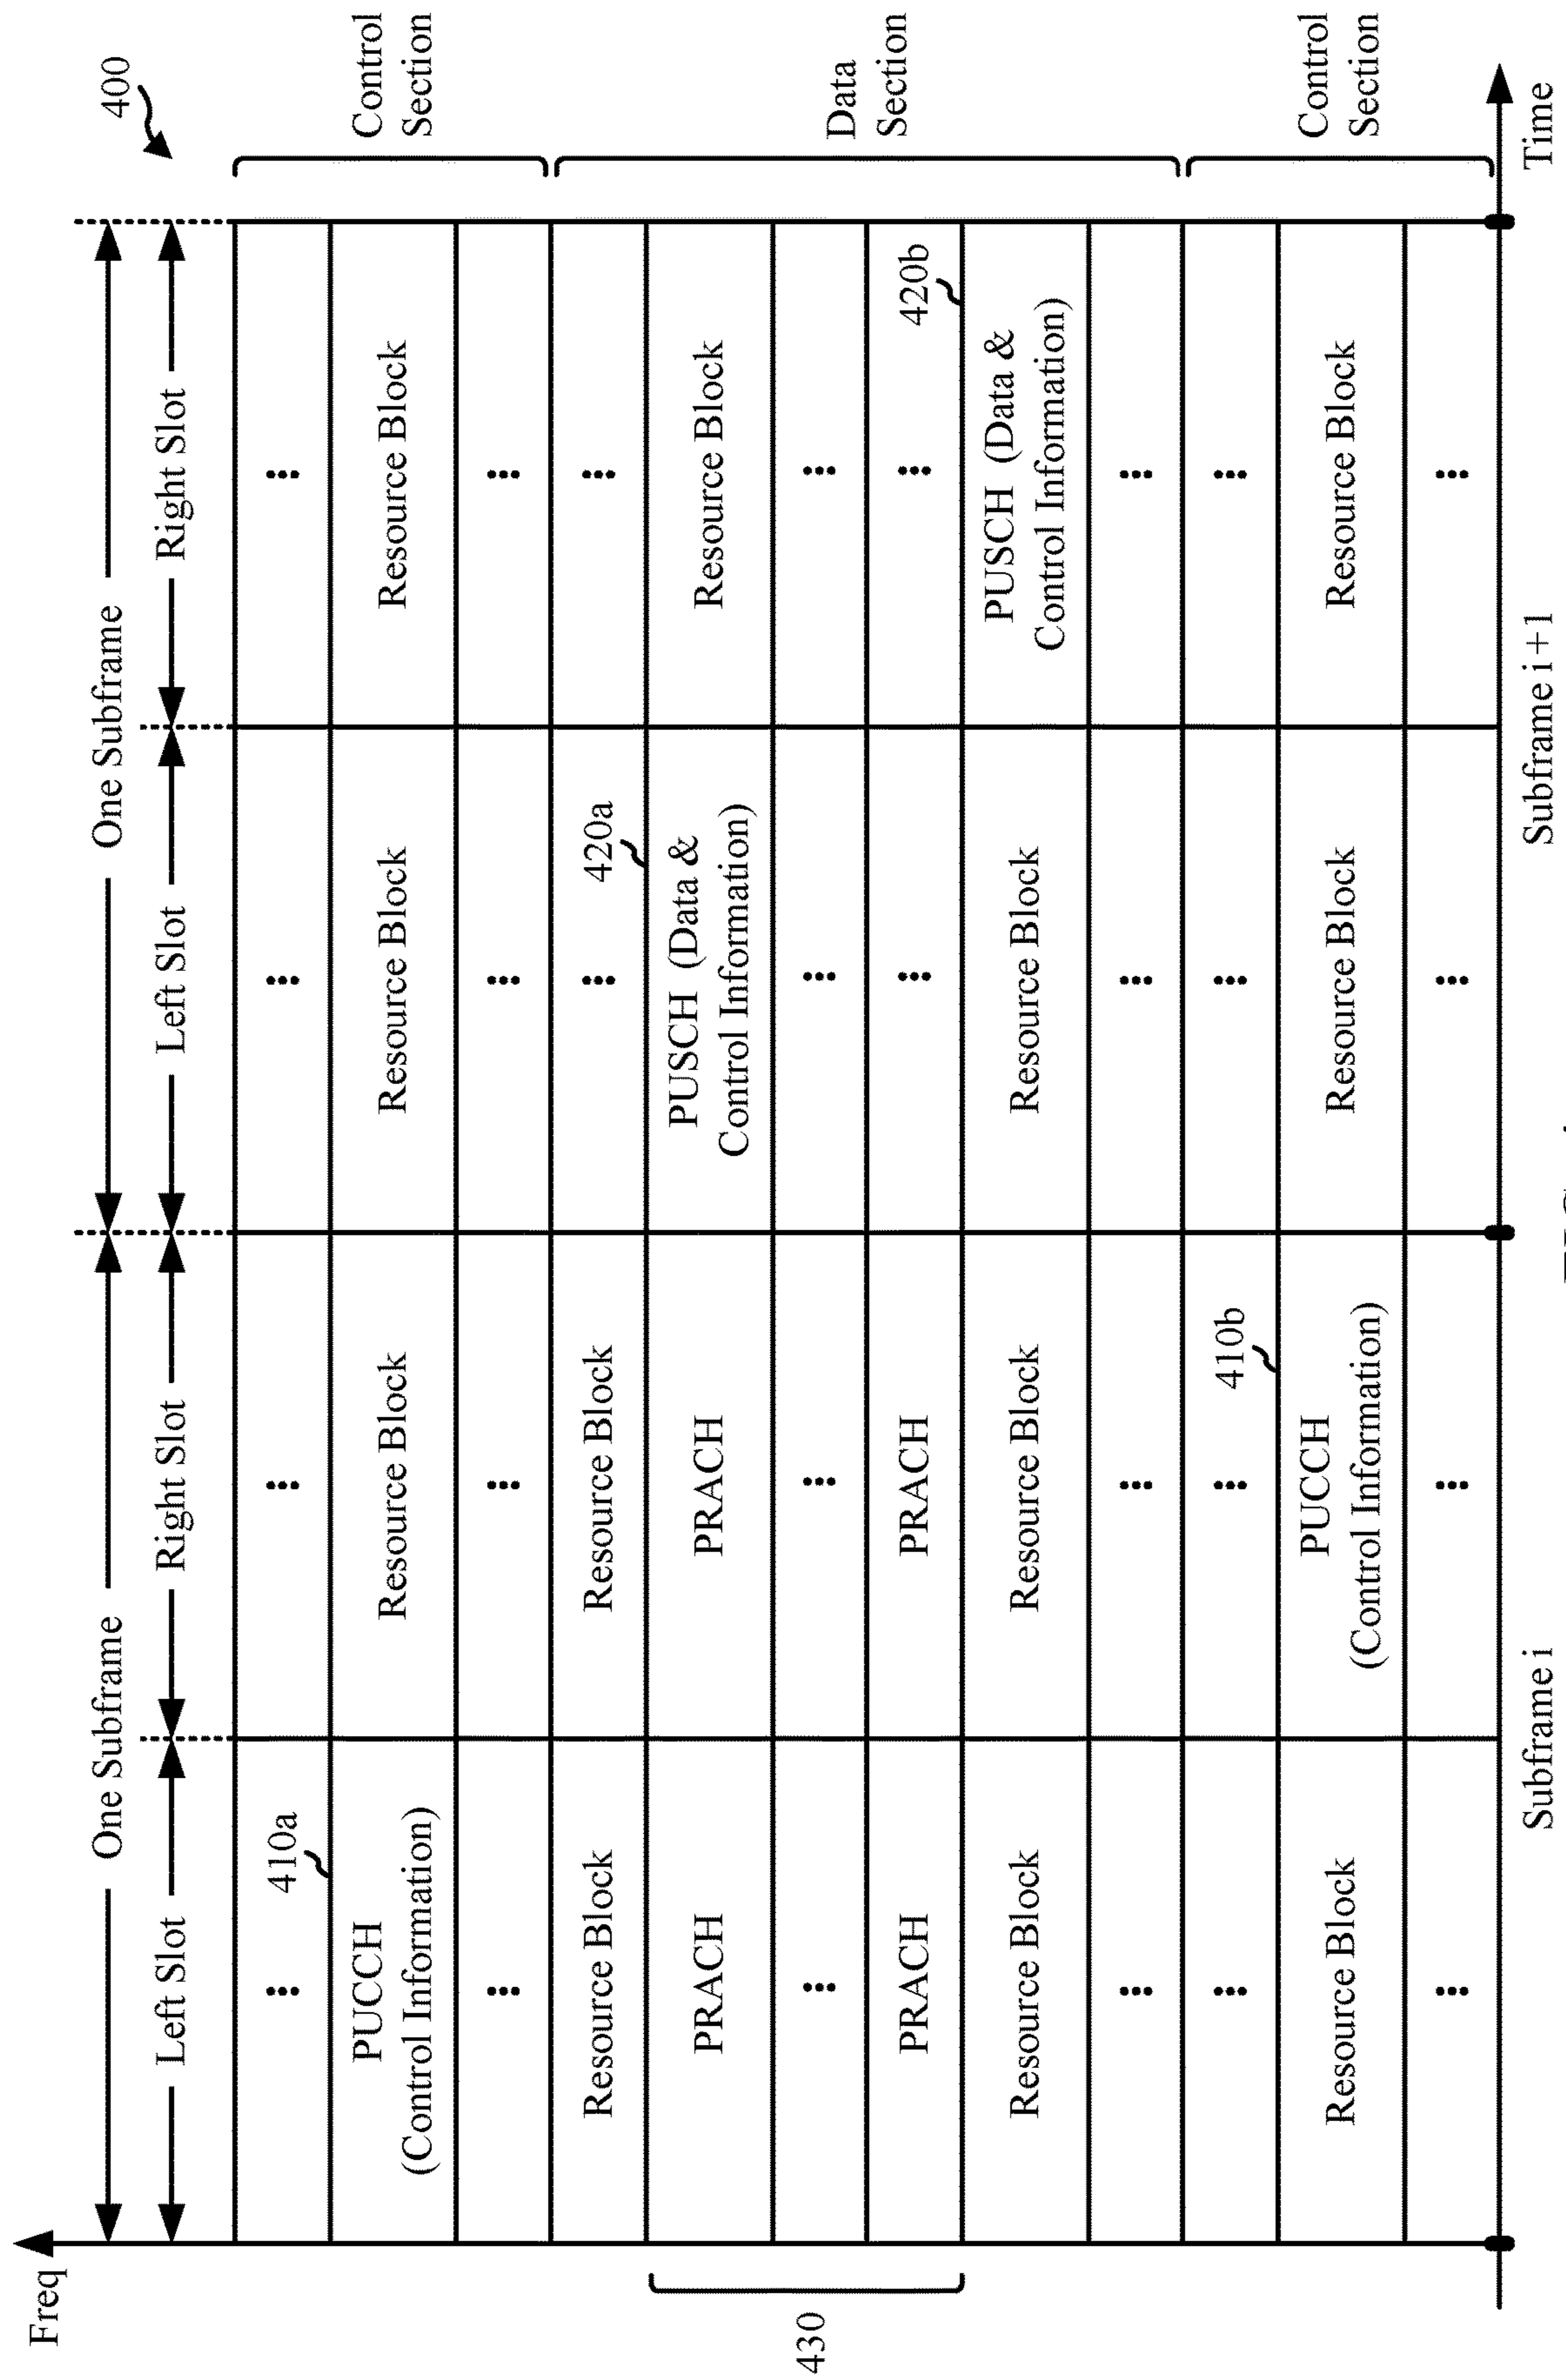 400
One Subframe
One Subframe
Left Slot
Right Slot
Left Slot
Right Slot
Freq
Control
Section
Data
Section
Control
Section
410a
PUCCH
(Control Information)
Resource Block
Resource Block
Resource Block
Resource Block
Resource Block
420a
430
PRACH
PRACH
PUSCH (Data &
Control Information)
Resource Block
PRACH
PRACH
420b
Resource Block
Resource Block
Resource Block
PUSCH (Data &
Control Information)
410b
Resource Block
PUCCH
(Control Information)
Resource Block
Resource Block
Subframe i
Subframe i+1
Time